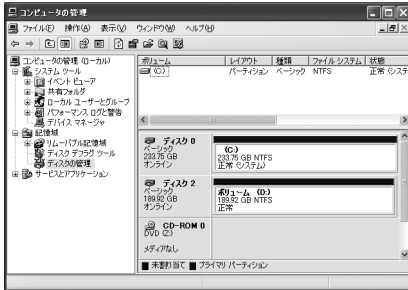 コンピュータの管理
ファイル(F) 操作(A) 表示(V) ウィンドウ(W) ヘルプ(H)
コンピュータの管理 (ローカル)
システム ツール
イベント ビューア
共有フォルダ
ローカル ユーザーとグループ
パフォーマンス ログと警告
デバイス マネージャ
記憶域
リムーバブル記憶域
ディスク デフラグ ツール
ディスクの管理
サービスとアプリケーション
ボリューム レイアウト 種類 ファイル システム 状態
(C:) パーティション ベーシック NTFS 正常 (システ
ディスク 0
ベーシック
233.75 GB
オンライン
(C:)
233.75 GB NTFS
正常 (システム)
ディスク 2
ベーシック
189.92 GB
オンライン
ボリューム (D:)
189.92 GB NTFS
正常
CD-ROM 0
DVD (Z:)
メディアなし
未割り当て プライマリ パーティション